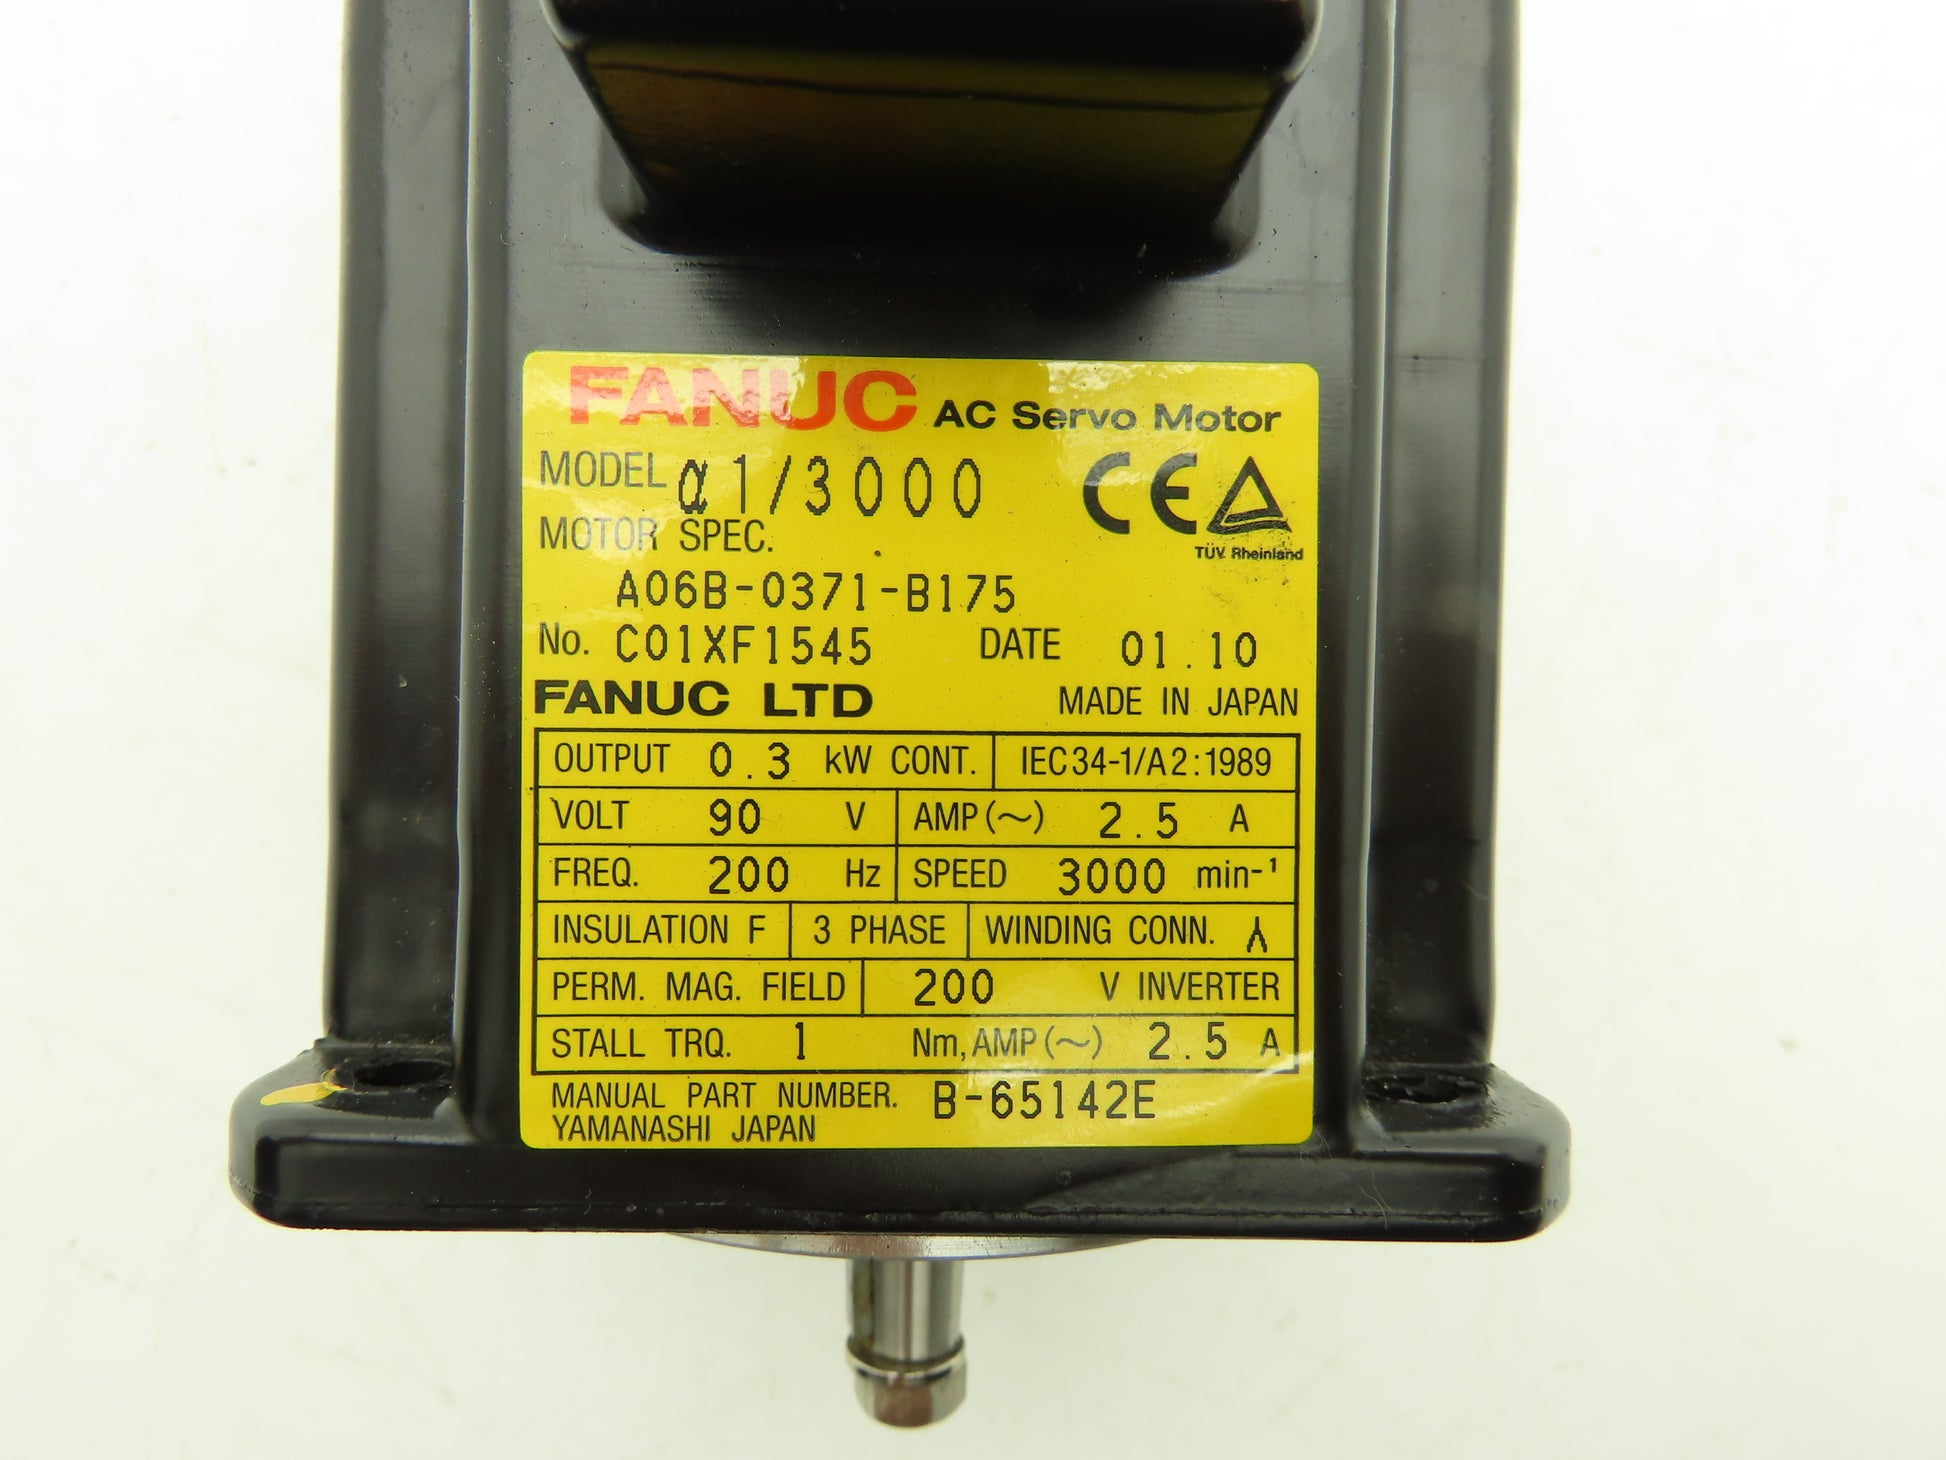 FANUC AC Servo Motor
MODEL α1/3000
CE
TÜV Rheinland
MOTOR SPEC.
A06B-0371-B175
No. C01XF1545 DATE 01.10
FANUC LTD MADE IN JAPAN
OUTPUT 0.3 kW CONT. IEC34-1/A2:1989
VOLT 90 V AMP(~) 2.5 A
FREQ. 200 Hz SPEED 3000 min-¹
INSULATION F 3 PHASE WINDING CONN.
PERM. MAG. FIELD 200 V INVERTER
STALL TRQ. 1 Nm, AMP(~) 2.5 A
MANUAL PART NUMBER. B-65142E
YAMANASHI JAPAN